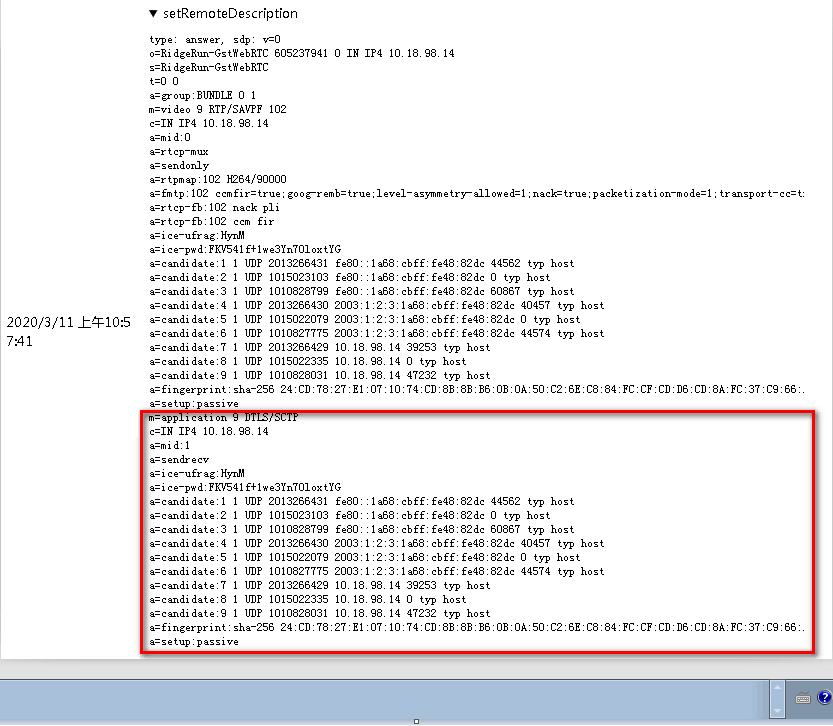 ▼ setRemoteDescription
type: answer, sdp: v=0
o=RidgeRun-GstWebRTC 605237941 0 IN IP4 10.18.98.14
s=RidgeRun-GstWebRTC
t=0 0
a=group:BUNDLE 0 1
m=video 9 RTP/SAVPF 102
c=IN IP4 10.18.98.14
a=mid:0
a=rtcp-mux
a=sendonly
a=rtpmap:102 H264/90000
a=fmtp:102 ccmfir=true;goog-remb=true;level-asymmetry-allowed=1;nack=true;packetization-mode=1;transport-cc=t
a=rtcp-fb:102 nack pli
a=rtcp-fb:102 ccm fir
a=ice-ufrag:HynM
a=ice-pwd:FKV541f+1we3Yn70loxtYG
a=candidate:1 1 UDP 2013266431 fe80::1a68:cbff:fe48:82dc 44562 typ host
a=candidate:2 1 UDP 1015023103 fe80::1a68:cbff:fe48:82dc 0 typ host
a=candidate:3 1 UDP 1010828799 fe80::1a68:cbff:fe48:82dc 60867 typ host
a=candidate:4 1 UDP 2013266430 2003:1:2:3:1a68:cbff:fe48:82dc 40457 typ host
a=candidate:5 1 UDP 1015022079 2003:1:2:3:1a68:cbff:fe48:82dc 0 typ host
a=candidate:6 1 UDP 1010827775 2003:1:2:3:1a68:cbff:fe48:82dc 44574 typ host
2020/3/11 上午10:5
7:41
a=candidate:7 1 UDP 2013266429 10.18.98.14 39253 typ host
a=candidate:8 1 UDP 1015022335 10.18.98.14 0 typ host
a=candidate:9 1 UDP 1010828031 10.18.98.14 47232 typ host
a=fingerprint:sha-256 24:CD:78:27:E1:07:10:74:CD:8B:8B:B6:0B:0A:50:C2:6E:C8:84:FC:CF:CD:D6:CD:8A:FC:37:C9:66:
a=setup:passive
m=application 9 DTLS/SCTP
c=IN IP4 10.18.98.14
a=mid:1
a=sendrecv
a=ice-ufrag:HynM
a=ice-pwd:FKV541f+1we3Yn70loxtYG
a=candidate:1 1 UDP 2013266431 fe80::1a68:cbff:fe48:82dc 44562 typ host
a=candidate:2 1 UDP 1015023103 fe80::1a68:cbff:fe48:82dc 0 typ host
a=candidate:3 1 UDP 1010828799 fe80::1a68:cbff:fe48:82dc 60867 typ host
a=candidate:4 1 UDP 2013266430 2003:1:2:3:1a68:cbff:fe48:82dc 40457 typ host
a=candidate:5 1 UDP 1015022079 2003:1:2:3:1a68:cbff:fe48:82dc 0 typ host
a=candidate:6 1 UDP 1010827775 2003:1:2:3:1a68:cbff:fe48:82dc 44574 typ host
a=candidate:7 1 UDP 2013266429 10.18.98.14 39253 typ host
a=candidate:8 1 UDP 1015022335 10.18.98.14 0 typ host
a=candidate:9 1 UDP 1010828031 10.18.98.14 47232 typ host
a=fingerprint:sha-256 24:CD:78:27:E1:07:10:74:CD:8B:8B:B6:0B:0A:50:C2:6E:C8:84:FC:CF:CD:D6:CD:8A:FC:37:C9:66:
a=setup:passive
?